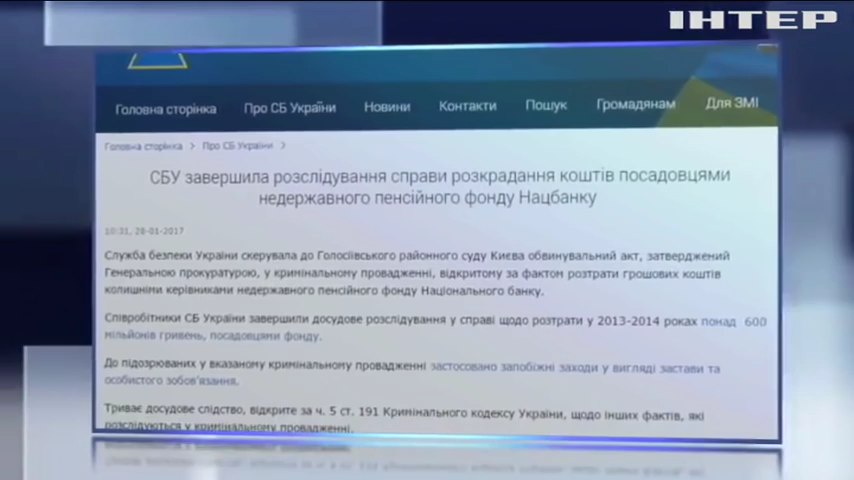 ІНТЕР
Головна сторінка Про СБ України Новини Контакти Пошук Громадянам Для ЗМІ
Головна сторінка > Про СБ України >
СБУ завершила розслідування справи розкрадання коштів посадовцями
недержавного пенсійного фонду Нацбанку
10:31, 28-01-2017
Служба безпеки України скерувала до Голосіївського районного суду Києва обвинувальний акт, затверджений
Генеральною прокуратурою, у кримінальному провадженні, відкритому за фактом розтрати грошових коштів
колишніми керівниками недержавного пенсійного фонду Національного банку.
Співробітники СБ України завершили досудове розслідування у справі щодо розтрати у 2013-2014 роках понад 600
мільйонів гривень, посадовцями фонду.
До підозрюваних у вказаному кримінальному провадженні застосовано запобіжні заходи у вигляді застави та
особистого зобов'язання.
Триває досудове слідство, відкрите за ч. 5 ст. 191 Кримінального кодексу України, щодо інших фактів, які
розслідуються у кримінальному провадженні.